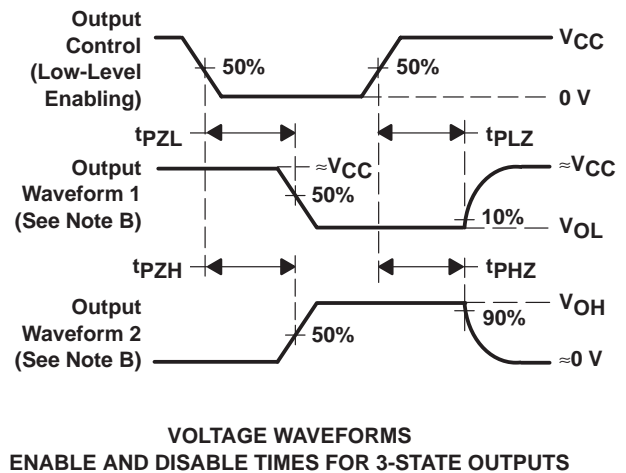 Output
Control
(Low-Level
Enabling)
50%
50%
VCC
0 V
tPZL
tPLZ
Output
Waveform 1
(See Note B)
≈VCC
50%
≈VCC
10%
VOL
tPZH
tPHZ
Output
Waveform 2
(See Note B)
50%
VOH
90%
≈0 V
VOLTAGE WAVEFORMS
ENABLE AND DISABLE TIMES FOR 3-STATE OUTPUTS